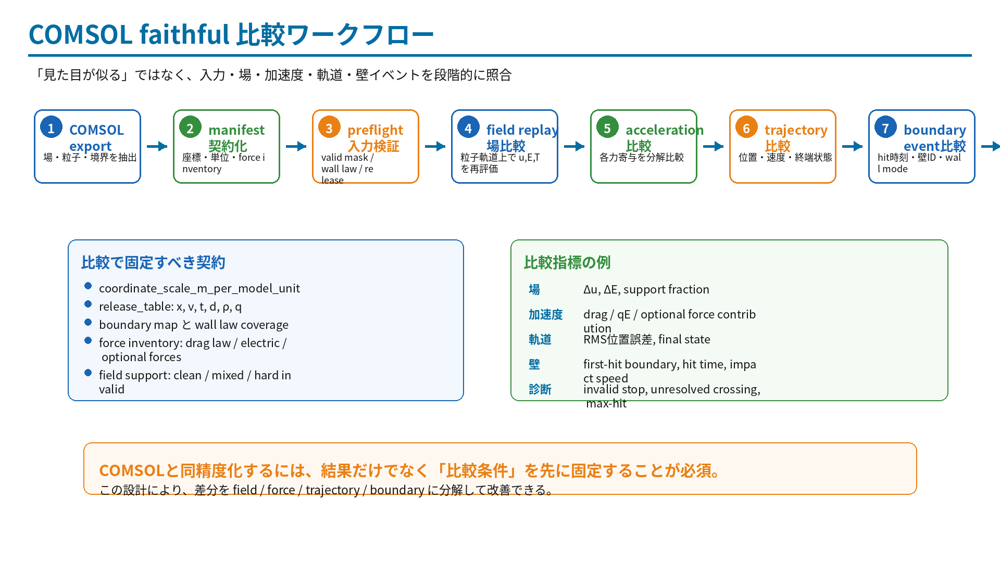 COMSOL faithful 比較ワークフロー
「見た目が似る」ではなく、入力・場・加速度・軌道・壁イベントを段階的に照合
1
COMSOL
export
場・粒子・境界を抽出
2
manifest
契約化
座標・単位・force i
nventory
3
preflight
入力検証
valid mask /
wall law / re
lease
4
field replay
場比較
粒子軌道上で u,E,T
を再評価
5
acceleration
比較
各力寄与を分解比較
6
trajectory
比較
位置・速度・終端状態
7
boundary
event比較
hit時刻・壁ID・wal
l mode
比較で固定すべき契約
coordinate_scale_m_per_model_unit
release_table: x, v, t, d, ρ, q
boundary map と wall law coverage
force inventory: drag law / electric /
optional forces
field support: clean / mixed / hard in
valid
比較指標の例
場 Δu, ΔE, support fraction
加速度 drag / qE / optional force contrib
ution
軌道 RMS位置誤差, final state
壁 first-hit boundary, hit time, impa
ct speed
診断 invalid stop, unresolved crossing,
max-hit
COMSOLと同精度化するには、結果だけでなく「比較条件」を先に固定することが必須。
この設計により、差分を field / force / trajectory / boundary に分解して改善できる。